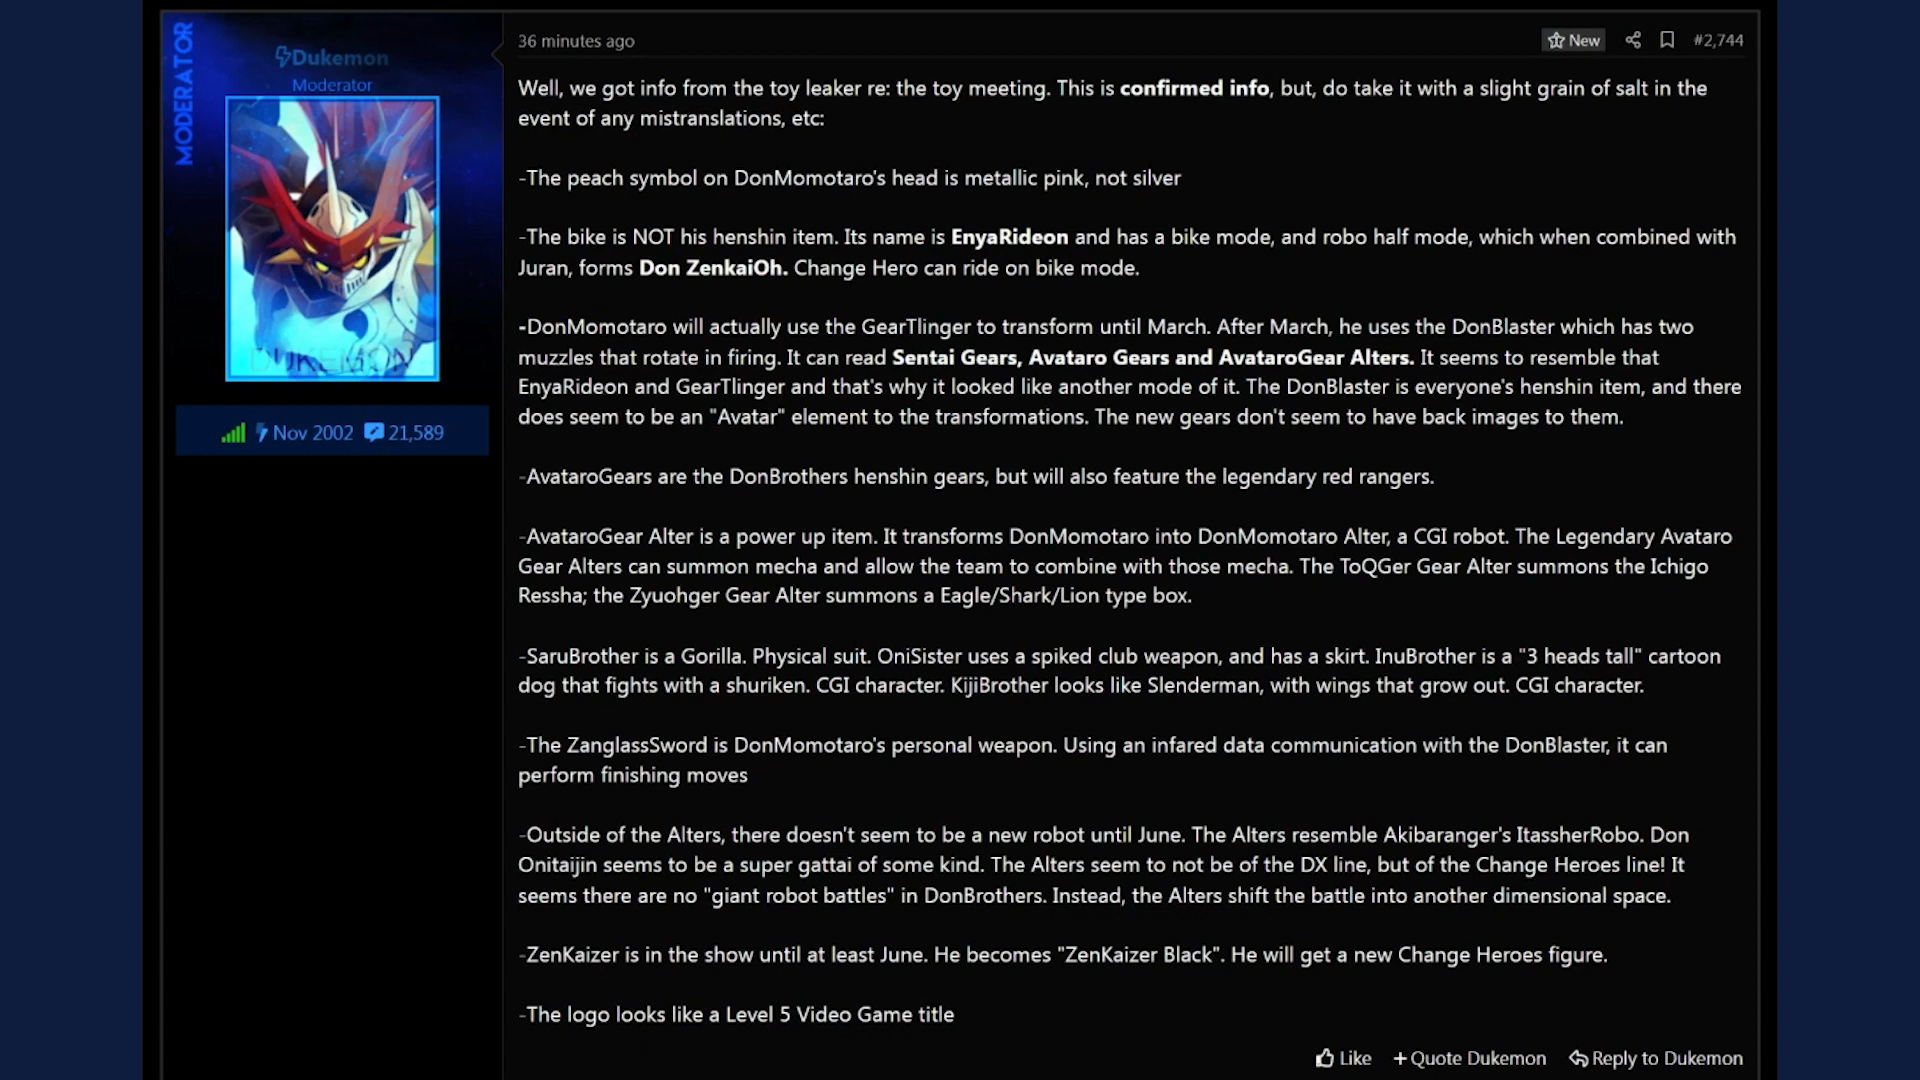 MODERATOR
Dukemon
Moderator
DUKEMON
Nov 2002 21,589
36 minutes ago
New
#2,744
Well, we got info from the toy leaker re: the toy meeting. This is confirmed info, but, do take it with a slight grain of salt in the
event of any mistranslations, etc:
-The peach symbol on DonMomotaro's head is metallic pink, not silver
-The bike is NOT his henshin item. Its name is EnyaRideon and has a bike mode, and robo half mode, which when combined with
Juran, forms Don ZenkaiOh. Change Hero can ride on bike mode.
-DonMomotaro will actually use the GearTlinger to transform until March. After March, he uses the DonBlaster which has two
muzzles that rotate in firing. It can read Sentai Gears, Avataro Gears and AvataroGear Alters. It seems to resemble that
EnyaRideon and GearTlinger and that's why it looked like another mode of it. The DonBlaster is everyone's henshin item, and there
does seem to be an "Avatar" element to the transformations. The new gears don't seem to have back images to them.
-AvataroGears are the DonBrothers henshin gears, but will also feature the legendary red rangers.
-AvataroGear Alter is a power up item. It transforms DonMomotaro into DonMomotaro Alter, a CGI robot. The Legendary Avataro
Gear Alters can summon mecha and allow the team to combine with those mecha. The ToQGer Gear Alter summons the Ichigo
Ressha; the Zyuohger Gear Alter summons a Eagle/Shark/Lion type box.
-SaruBrother is a Gorilla. Physical suit. OniSister uses a spiked club weapon, and has a skirt. InuBrother is a "3 heads tall" cartoon
dog that fights with a shuriken. CGI character. KijiBrother looks like Slenderman, with wings that grow out. CGI character.
-The ZanglassSword is DonMomotaro's personal weapon. Using an infared data communication with the DonBlaster, it can
perform finishing moves
-Outside of the Alters, there doesn't seem to be a new robot until June. The Alters resemble Akibaranger's ItassherRobo. Don
Onitaijin seems to be a super gattai of some kind. The Alters seem to not be of the DX line, but of the Change Heroes line! It
seems there are no "giant robot battles" in DonBrothers. Instead, the Alters shift the battle into another dimensional space.
-ZenKaizer is in the show until at least June. He becomes "ZenKaizer Black". He will get a new Change Heroes figure.
-The logo looks like a Level 5 Video Game title
Like +Quote Dukemon Reply to Dukemon